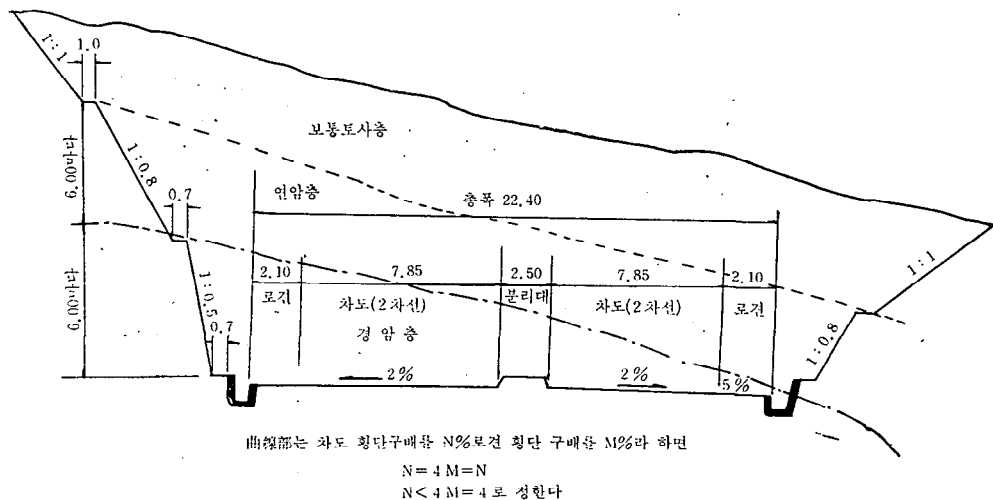 1.0
1:1
보통토사층
1:0.8
6.00마다
연암층
총폭 22.40
0.7
1:1
2.10
7.85
2.50
7.85
2.10
로견
차도(2차선)
분리대
차도(2차선)
로견
1:0.5
6.00마다
경암층
1:0.8
0.7
2%
2%
5%
曲線部는 차도 횡단구배를 N%로견 횡단 구배를 M%라 하면
N=4 M=N
N<4 M=4 로 정한다